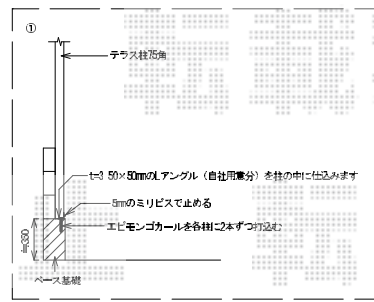 ①
テラス柱75角
t=3 50×50mmのLアングル（自社用意分）を柱の中に仕込みます
5mmのミリビスで止める
エビモンゴカールを各柱に2本ずつ打込む
ベース基礎